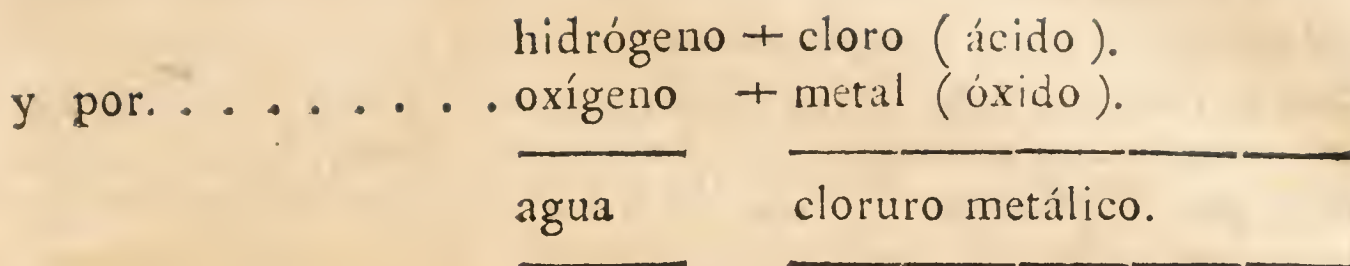 hidrógeno + cloro ( ácido ).
y por. . . . . . . . . oxígeno + metal ( óxido ).
agua cloruro metálico.